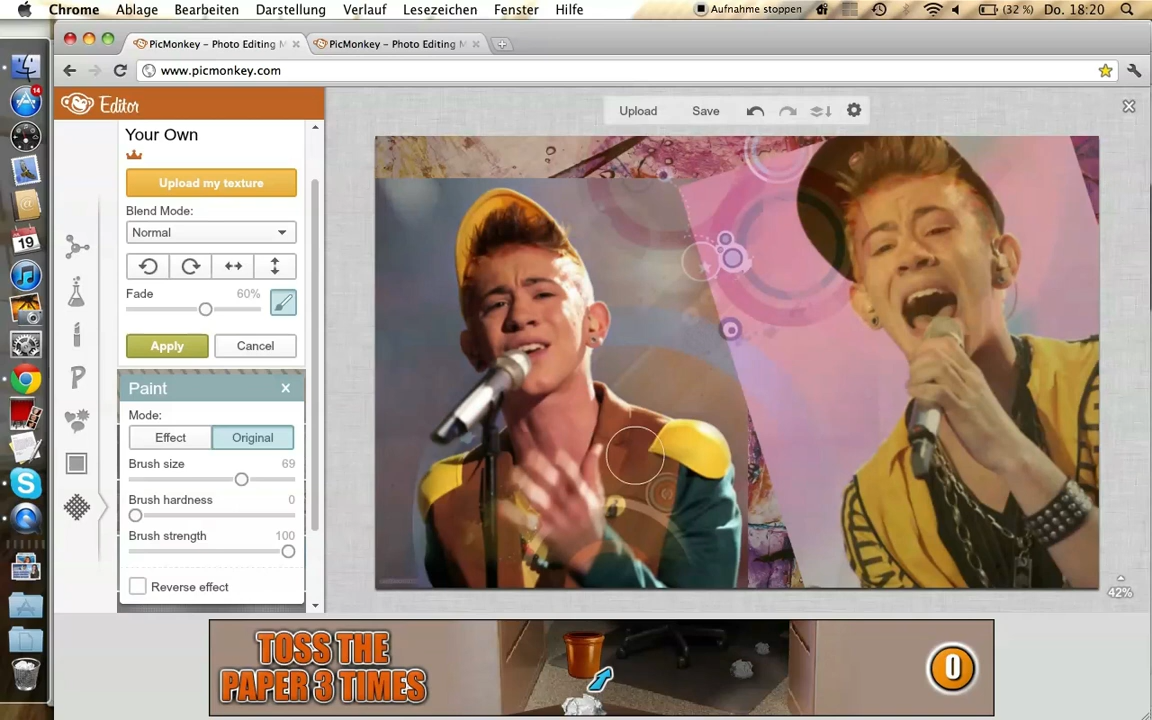 Chrome Ablage Bearbeiten Darstellung Verlauf Lesezeichen Fenster Hilfe Aufnahme stoppen (32 %) Do. 18:20
PicMonkey – Photo Editing M
PicMonkey – Photo Editing M
www.picmonkey.com
Editor
Upload
Save
Your Own
Upload my texture
Blend Mode:
Normal
Fade 60%
Apply
Cancel
Paint
Mode:
Effect
Original
Brush size 69
Brush hardness 0
Brush strength 100
Reverse effect
42%
14
19
TOSS THE
PAPER 3 TIMES
0